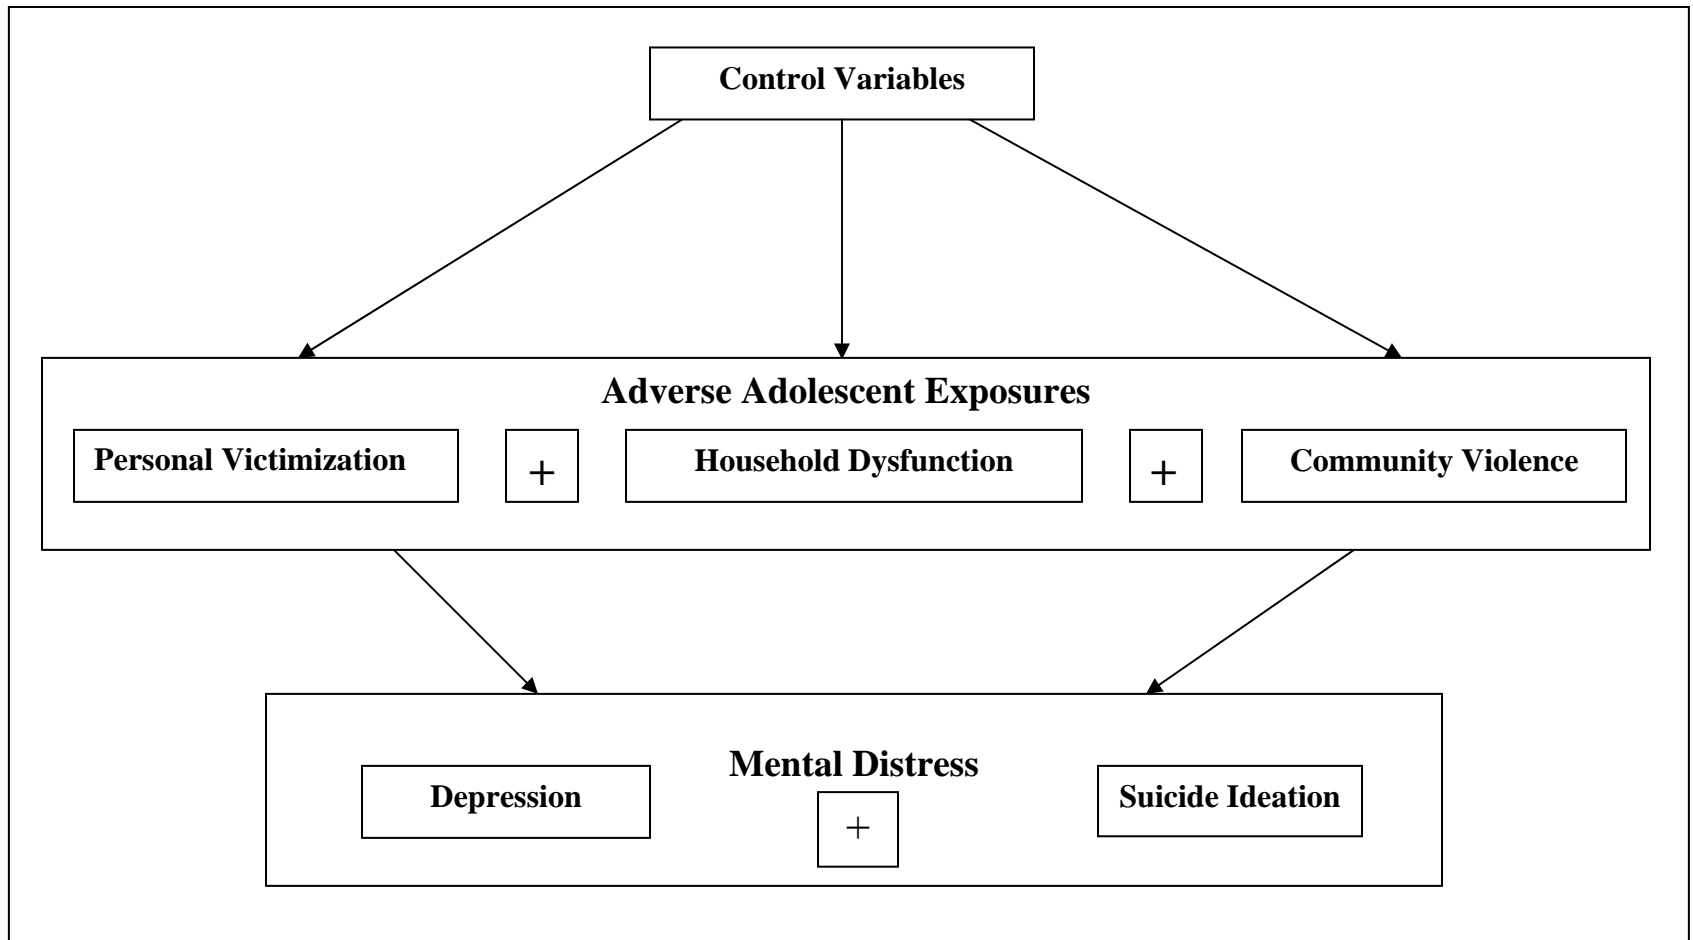 Control Variables
Adverse Adolescent Exposures
Personal Victimization + Household Dysfunction + Community Violence
Mental Distress
Depression + Suicide Ideation